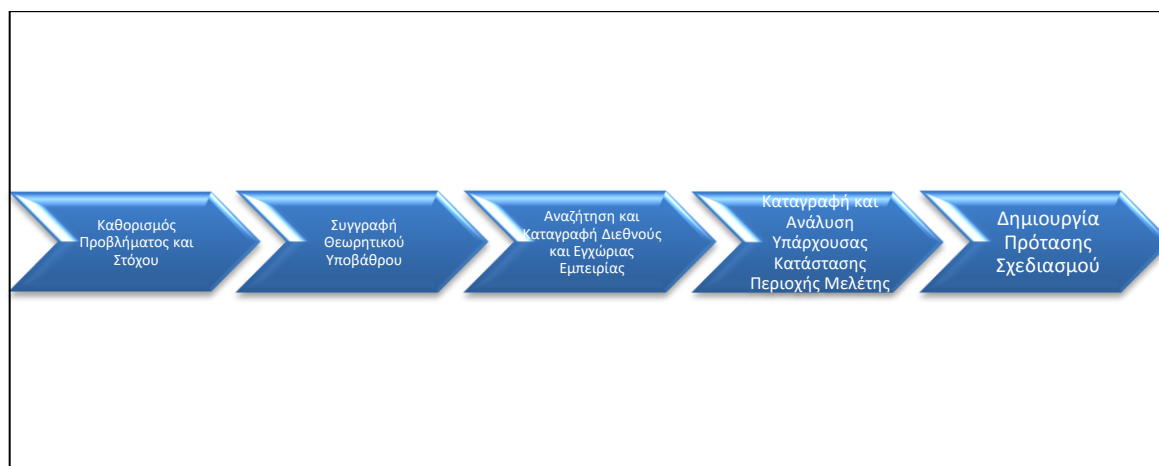 Καθορισμός
Προβλήματος και
Στόχου
Συγγραφή
Θεωρητικού
Υποβάθρου
Αναζήτηση και
Καταγραφή Διεθνούς
και Εγχώριας
Εμπειρίας
Καταγραφή και
Ανάλυση
Υπάρχουσας
Κατάστασης
Περιοχής Μελέτης
Δημιουργία
Πρότασης
Σχεδιασμού